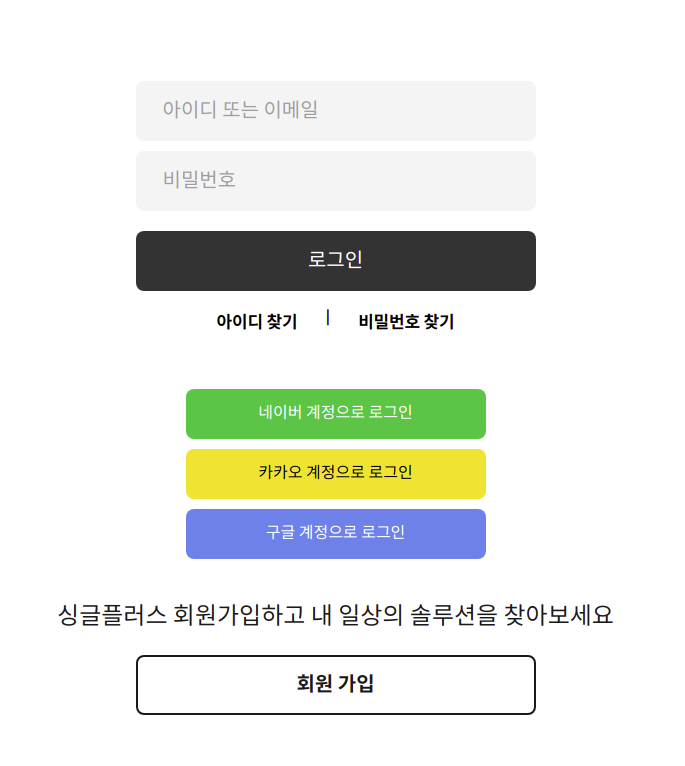 아이디 또는 이메일
비밀번호
로그인
아이디 찾기 | 비밀번호 찾기
네이버 계정으로 로그인
카카오 계정으로 로그인
구글 계정으로 로그인
싱글플러스 회원가입하고 내 일상의 솔루션을 찾아보세요
회원 가입